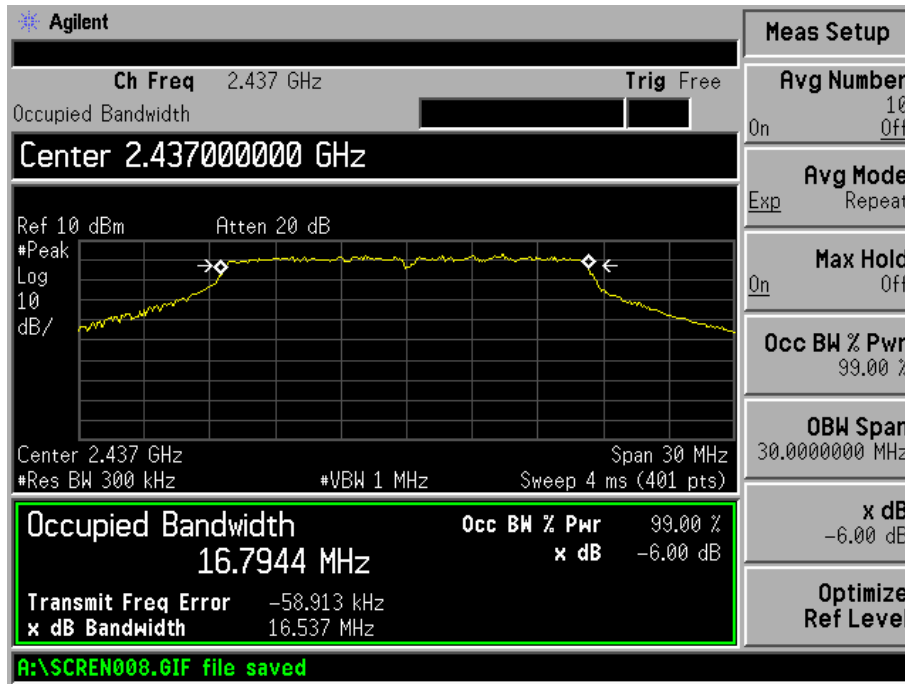 Agilent
Ch Freq 2.437 GHz Trig Free
Occupied Bandwidth
Center 2.437000000 GHz
Ref 10 dBm Atten 20 dB
#Peak
Log
10
dB/
Center 2.437 GHz Span 30 MHz
#Res BW 300 kHz #VBW 1 MHz Sweep 4 ms (401 pts)
Occupied Bandwidth Occ BW % Pwr 99.00 %
16.7944 MHz x dB -6.00 dB
Transmit Freq Error -58.913 kHz
x dB Bandwidth 16.537 MHz
A:\SCREN008.GIF file saved
Meas Setup
Avg Number
10
On Off
Avg Mode
Exp Repeat
Max Hold
On Off
Occ BW % Pwr
99.00 %
OBW Span
30.0000000 MHz
x dB
-6.00 dB
Optimize
Ref Level